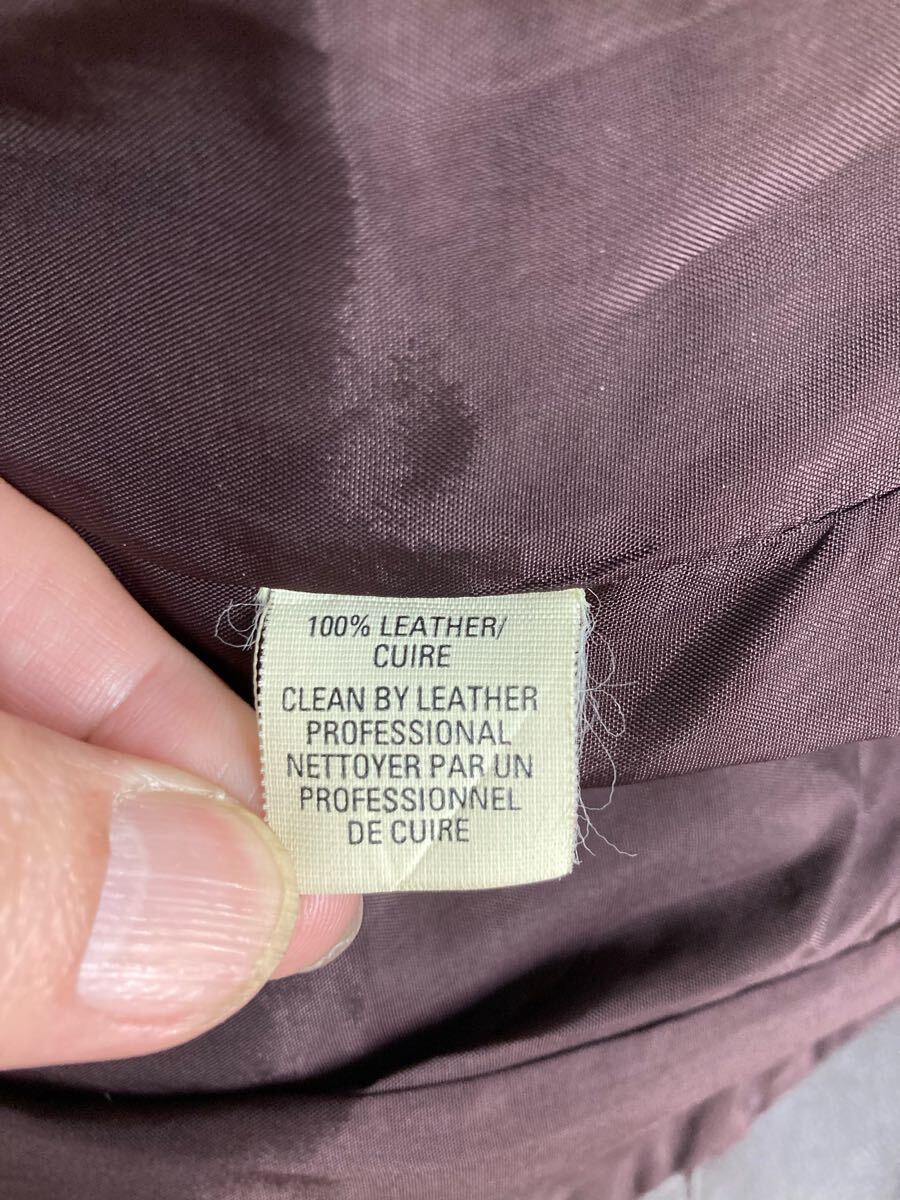 100% LEATHER/
CUIRE
CLEAN BY LEATHER
PROFESSIONAL
NETTOYER PAR UN
PROFESSIONNEL
DE CUIRE